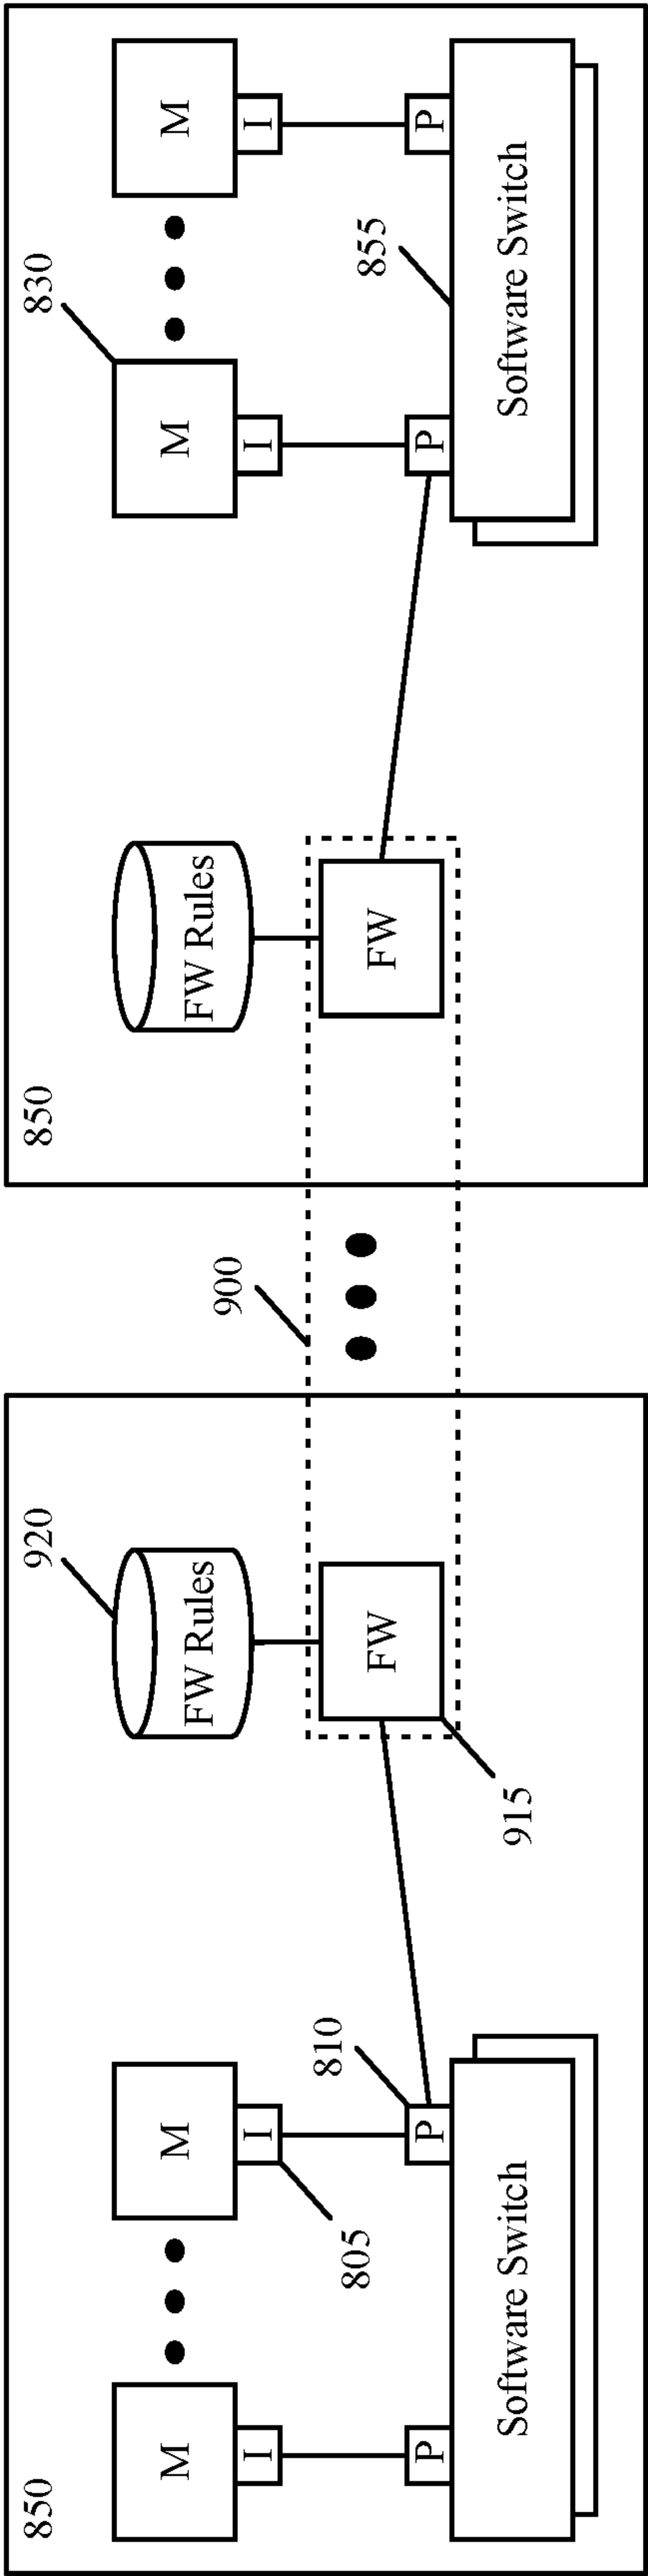 850
M
M
I
I
805
810
P
P
Software Switch
920
FW Rules
FW
915
900
850
FW Rules
FW
830
M
M
I
I
855
P
P
Software Switch